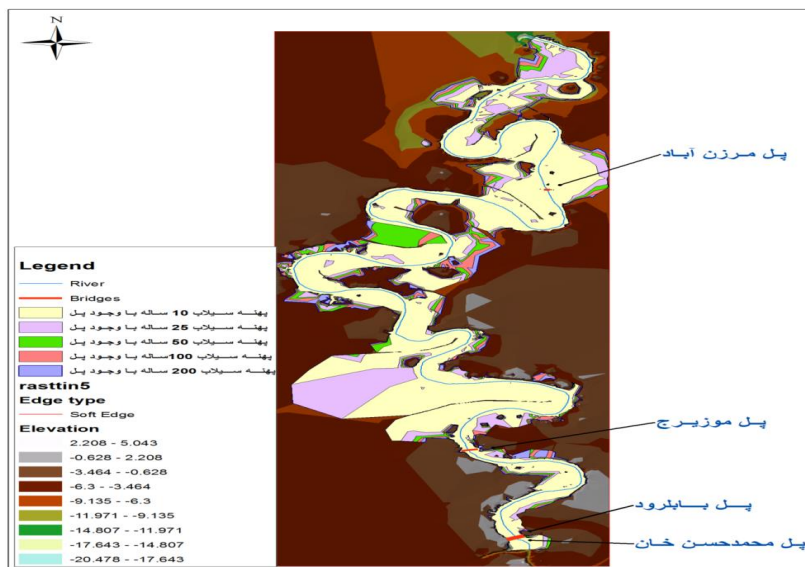 N
پل مرزن آباد
Legend
River
Bridges
پهنه سیلاب 10 ساله با وجود پل
پهنه سیلاب 25 ساله با وجود پل
پهنه سیلاب 50 ساله با وجود پل
پهنه سیلاب 100 ساله با وجود پل
پهنه سیلاب 200 ساله با وجود پل
rasttin5
Edge type
Soft Edge
Elevation
2.208 - 5.043
-0.628 - 2.208
-3.464 - -0.628
-6.3 - -3.464
-9.135 - -6.3
-11.971 - -9.135
-14.807 - -11.971
-17.643 - -14.807
-20.478 - -17.643
پل موزیرج
پل بابلرود
پل محمدحسن خان